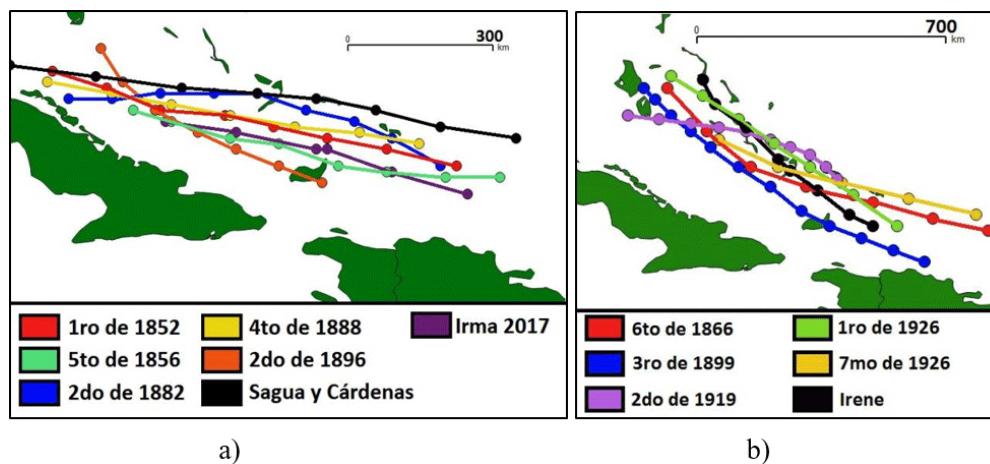 300
km
1ro de 1852
4to de 1888
Irma 2017
5to de 1856
2do de 1896
2do de 1882
Sagua y Cárdenas
a)
700
km
6to de 1866
1ro de 1926
3ro de 1899
7mo de 1926
2do de 1919
Irene
b)